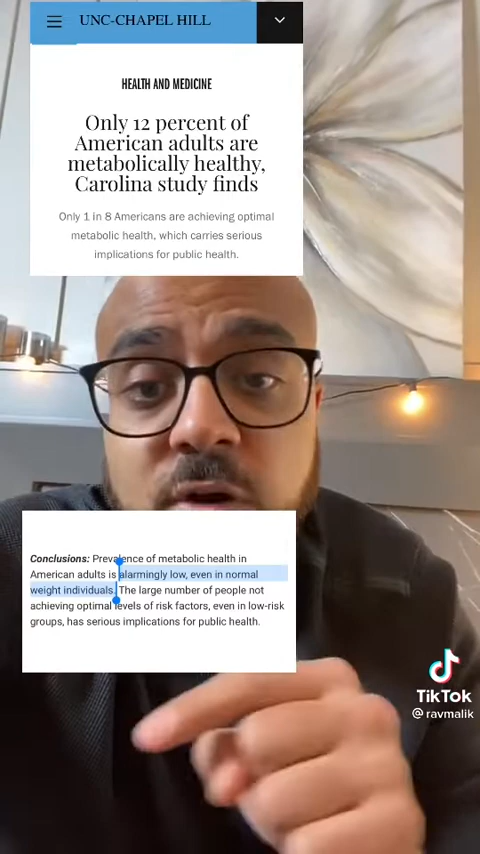 UNC-CHAPEL HILL
HEALTH AND MEDICINE
Only 12 percent of
American adults are
metabolically healthy,
Carolina study finds
Only 1 in 8 Americans are achieving optimal
metabolic health, which carries serious
implications for public health.
Conclusions: Prevalence of metabolic health in
American adults is alarmingly low, even in normal
weight individuals. The large number of people not
achieving optimal levels of risk factors, even in low-risk
groups, has serious implications for public health.
TikTok
@ravmalik